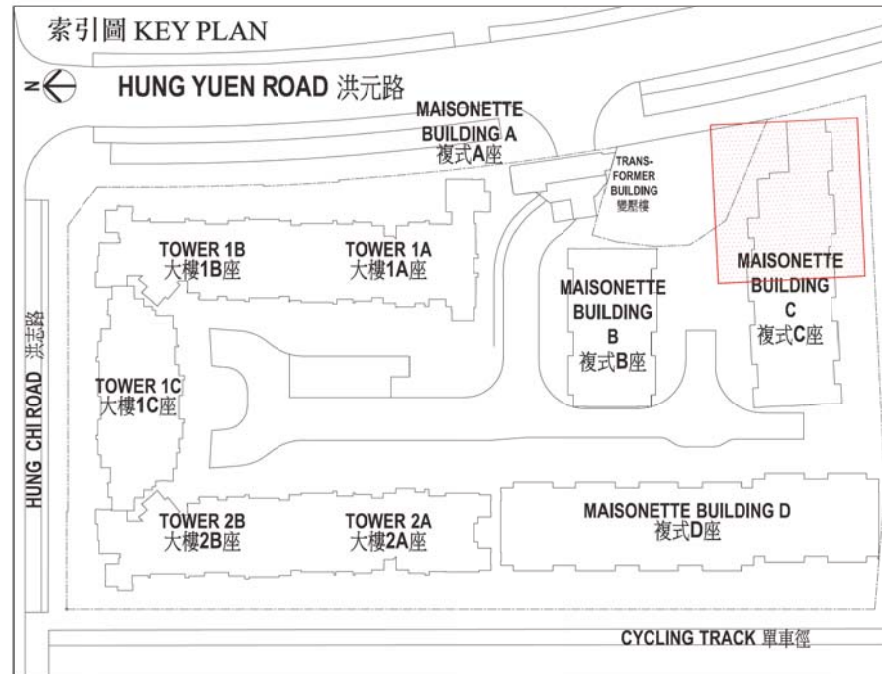 索引圖 KEY PLAN
N
HUNG YUEN ROAD 洪元路
MAISONETTE
BUILDING A
複式A座
TRANS-
FORMER
BUILDING
變壓樓
TOWER 1B
大樓1B座
TOWER 1A
大樓1A座
MAISONETTE
BUILDING
B
複式B座
MAISONETTE
BUILDING
C
複式C座
HUNG CHI ROAD 洪志路
TOWER 1C
大樓1C座
TOWER 2B
大樓2B座
TOWER 2A
大樓2A座
MAISONETTE BUILDING D
複式D座
CYCLING TRACK 單車徑